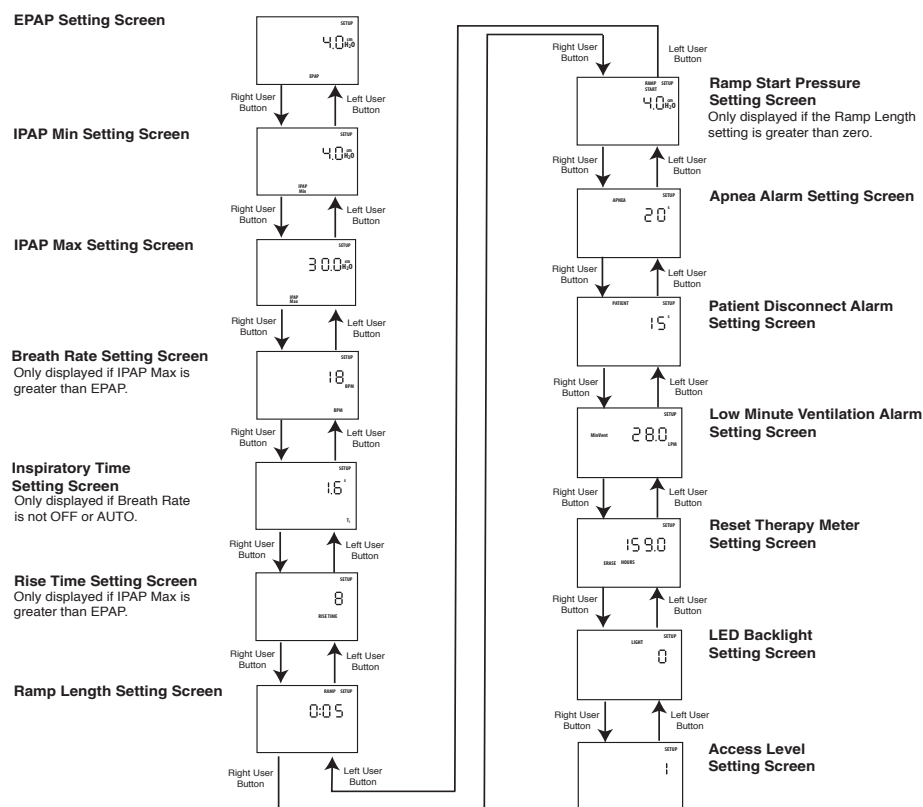 EPAP Setting Screen
SETUP
4.0 cm H2O
EPAP
Right User
Button
Left User
Button
IPAP Min Setting Screen
SETUP
4.0 cm H2O
IPAP
Min
Right User
Button
Left User
Button
IPAP Max Setting Screen
SETUP
30.0 cm H2O
IPAP
Max
Right User
Button
Left User
Button
Breath Rate Setting Screen
Only displayed if IPAP Max is
greater than EPAP.
SETUP
18 BPM
BPM
Right User
Button
Left User
Button
Inspiratory Time
Setting Screen
Only displayed if Breath Rate
is not OFF or AUTO.
SETUP
1.6 s
TI
Right User
Button
Left User
Button
Rise Time Setting Screen
Only displayed if IPAP Max is
greater than EPAP.
SETUP
8
RISE TIME
Right User
Button
Left User
Button
Ramp Length Setting Screen
RAMP SETUP
0:05
Right User
Button
Left User
Button
Right User
Button
Left User
Button
Ramp Start Pressure
Setting Screen
Only displayed if the Ramp Length
setting is greater than zero.
RAMP SETUP
START
4.0 cm H2O
Right User
Button
Left User
Button
Apnea Alarm Setting Screen
APNEA SETUP
20 s
Right User
Button
Left User
Button
Patient Disconnect Alarm
Setting Screen
PATIENT SETUP
15 s
Right User
Button
Left User
Button
Low Minute Ventilation Alarm
Setting Screen
SETUP
MinVent 28.0 LPM
Right User
Button
Left User
Button
Reset Therapy Meter
Setting Screen
SETUP
159.0
ERASE HOURS
Right User
Button
Left User
Button
LED Backlight
Setting Screen
LIGHT SETUP
0
Right User
Button
Left User
Button
Access Level
Setting Screen
SETUP
1